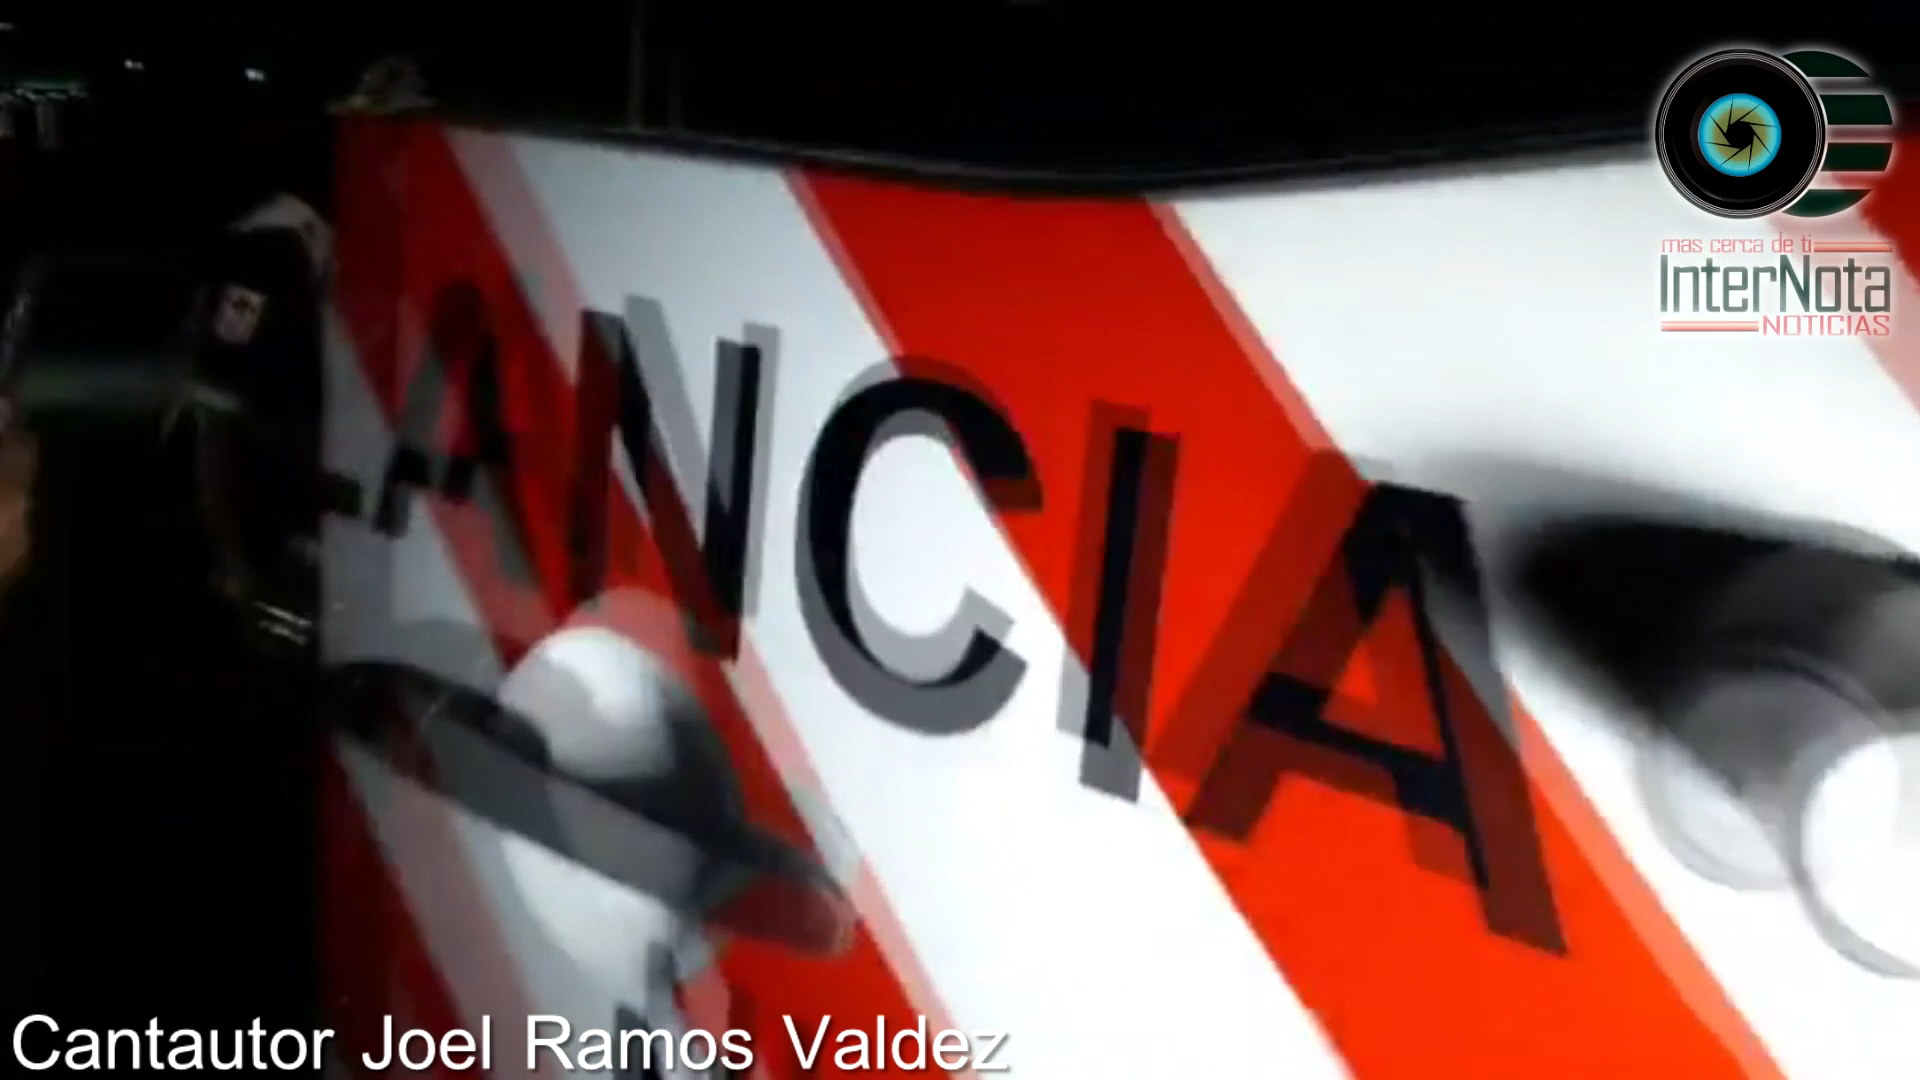 mas cerca de ti
InterNota
NOTICIAS
ANCIA
Cantautor Joel Ramos Valdez